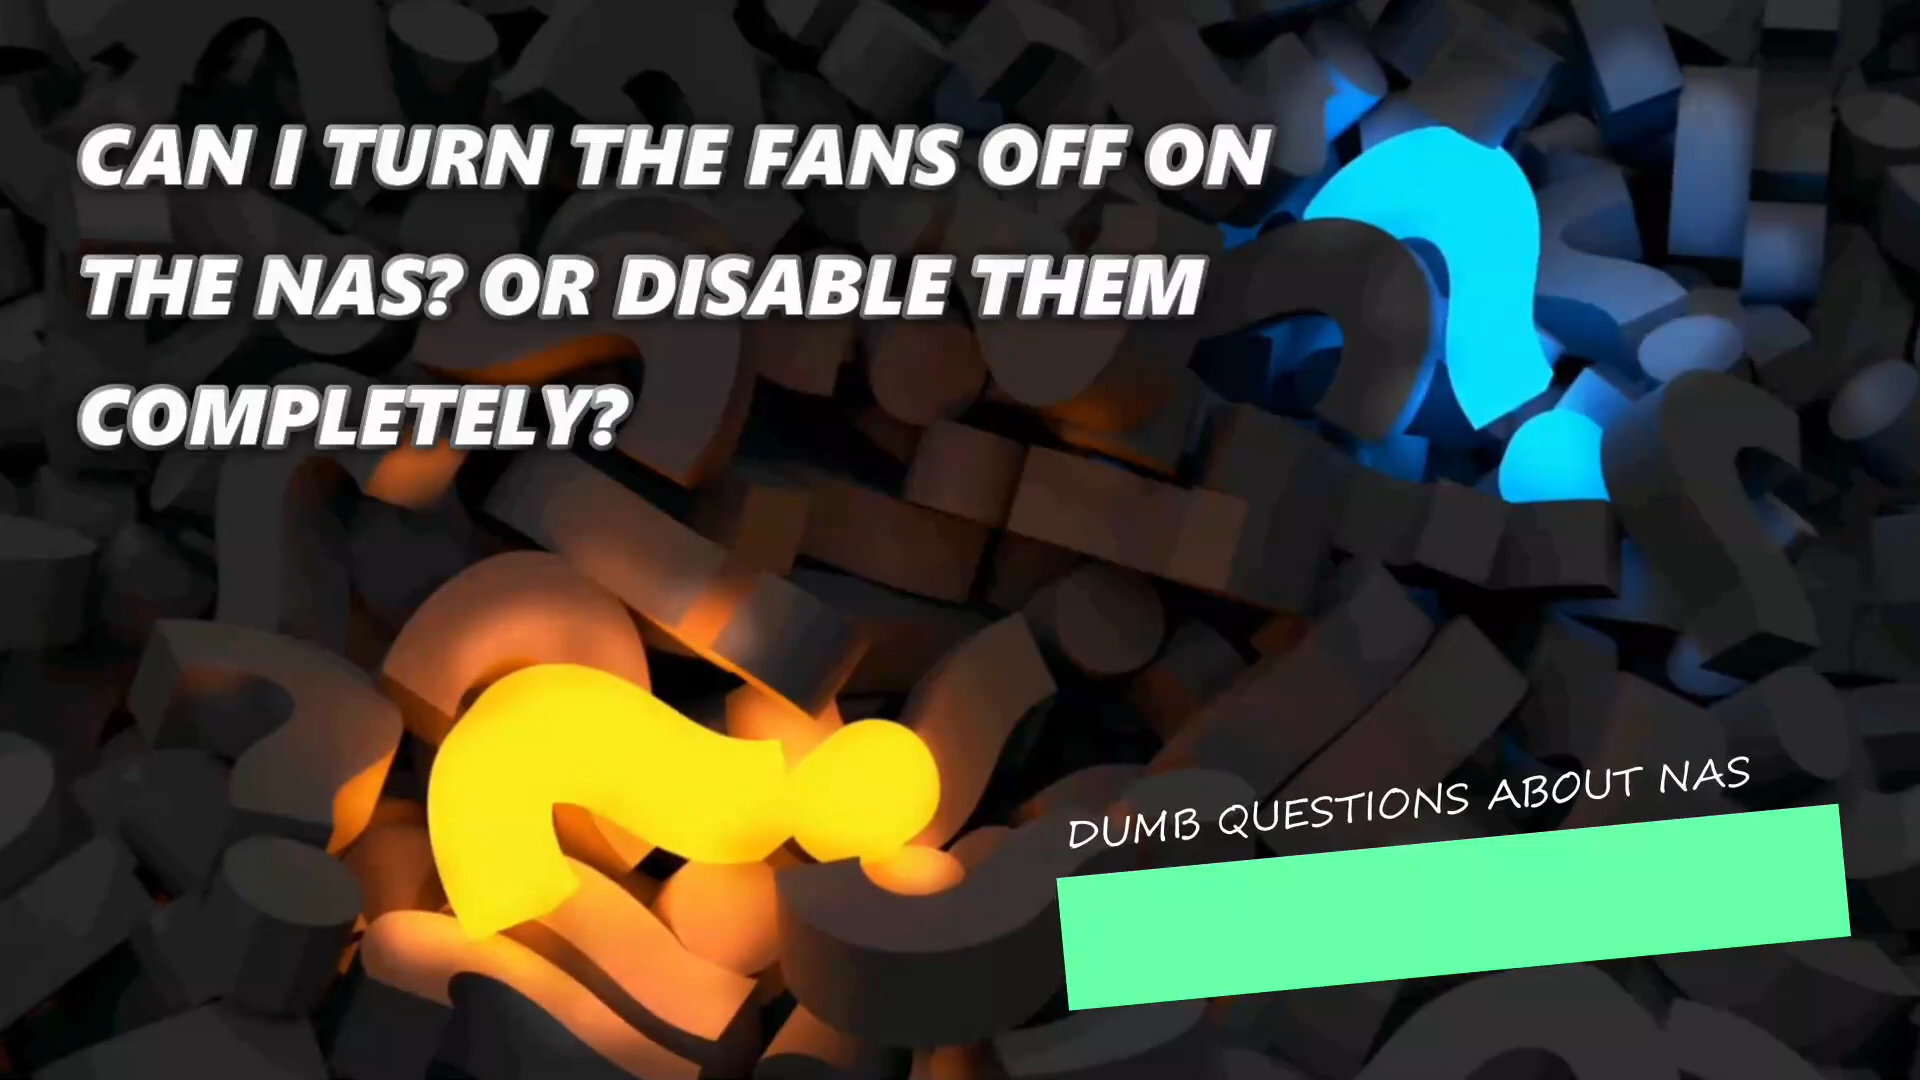 CAN I TURN THE FANS OFF ON
THE NAS? OR DISABLE THEM
COMPLETELY?
DUMB QUESTIONS ABOUT NAS